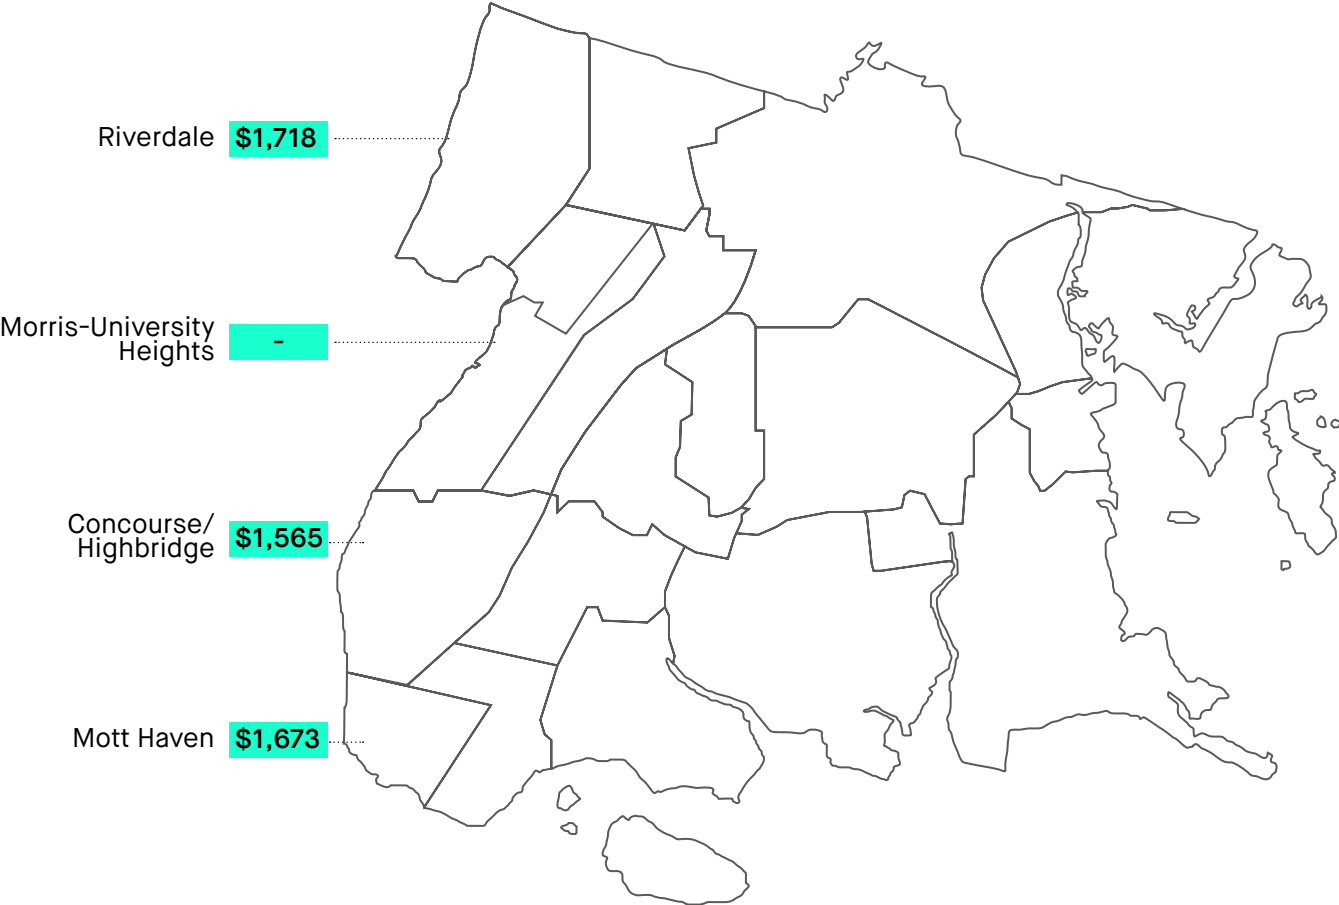 Riverdale $1,718
Morris-University
Heights -
Concourse/
Highbridge $1,565
Mott Haven $1,673